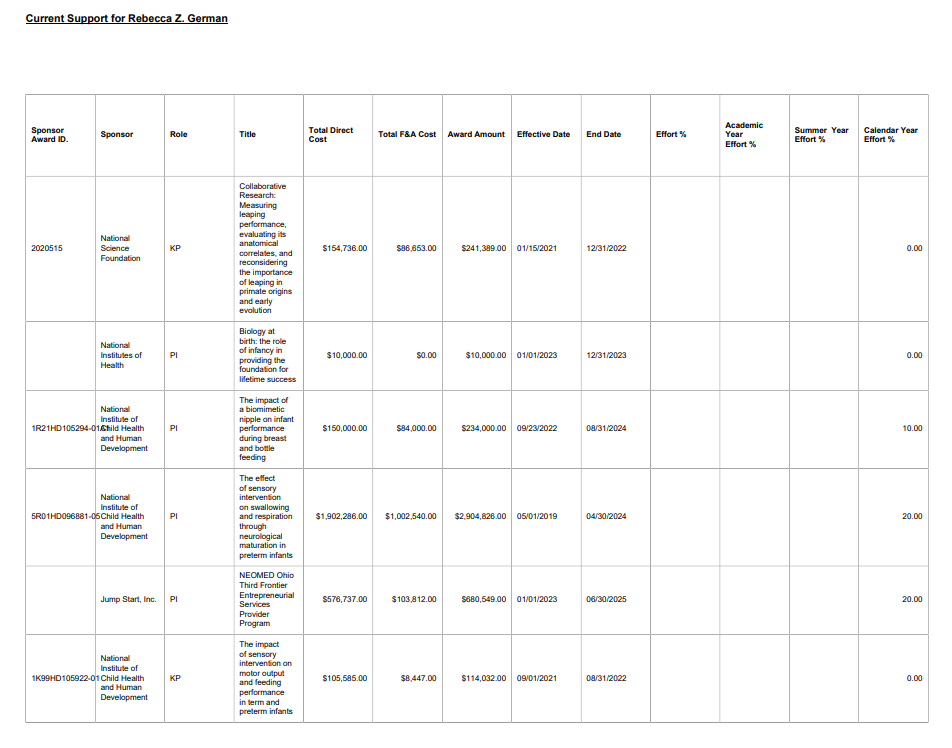 Current Support for Rebecca Z. German
Sponsor
Award ID.
Sponsor
Role
Title
Total Direct
Cost
Total F&A Cost
Award Amount
Effective Date
End Date
Effort %
Academic
Year
Effort %
Summer Year
Effort %
Calendar Year
Effort %
2020515
National
Science
Foundation
KP
Collaborative
Research:
Measuring
leaping
performance,
evaluating its
anatomical
correlates, and
reconsidering
the importance
of leaping in
primate origins
and early
evolution
$154,736.00
$86,653.00
$241,389.00
01/15/2021
12/31/2022
0.00
National
Institutes of
Health
PI
Biology at
birth: the role
of infancy in
providing the
foundation for
lifetime success
$10,000.00
$0.00
$10,000.00
01/01/2023
12/31/2023
0.00
1R21HD105294-01A1
National
Institute of
Child Health
and Human
Development
PI
The impact of
a biomimetic
nipple on infant
performance
during breast
and bottle
feeding
$150,000.00
$84,000.00
$234,000.00
09/23/2022
08/31/2024
10.00
5R01HD096881-05
National
Institute of
Child Health
and Human
Development
PI
The effect
of sensory
intervention
on swallowing
and respiration
through
neurological
maturation in
preterm infants
$1,902,286.00
$1,002,540.00
$2,904,826.00
05/01/2019
04/30/2024
20.00
Jump Start, Inc.
PI
NEOMED Ohio
Third Frontier
Entrepreneurial
Services
Provider
Program
$576,737.00
$103,812.00
$680,549.00
01/01/2023
06/30/2025
20.00
1K99HD105922-01
National
Institute of
Child Health
and Human
Development
KP
The impact
of sensory
intervention on
motor output
and feeding
performance
in term and
preterm infants
$105,585.00
$8,447.00
$114,032.00
09/01/2021
08/31/2022
0.00